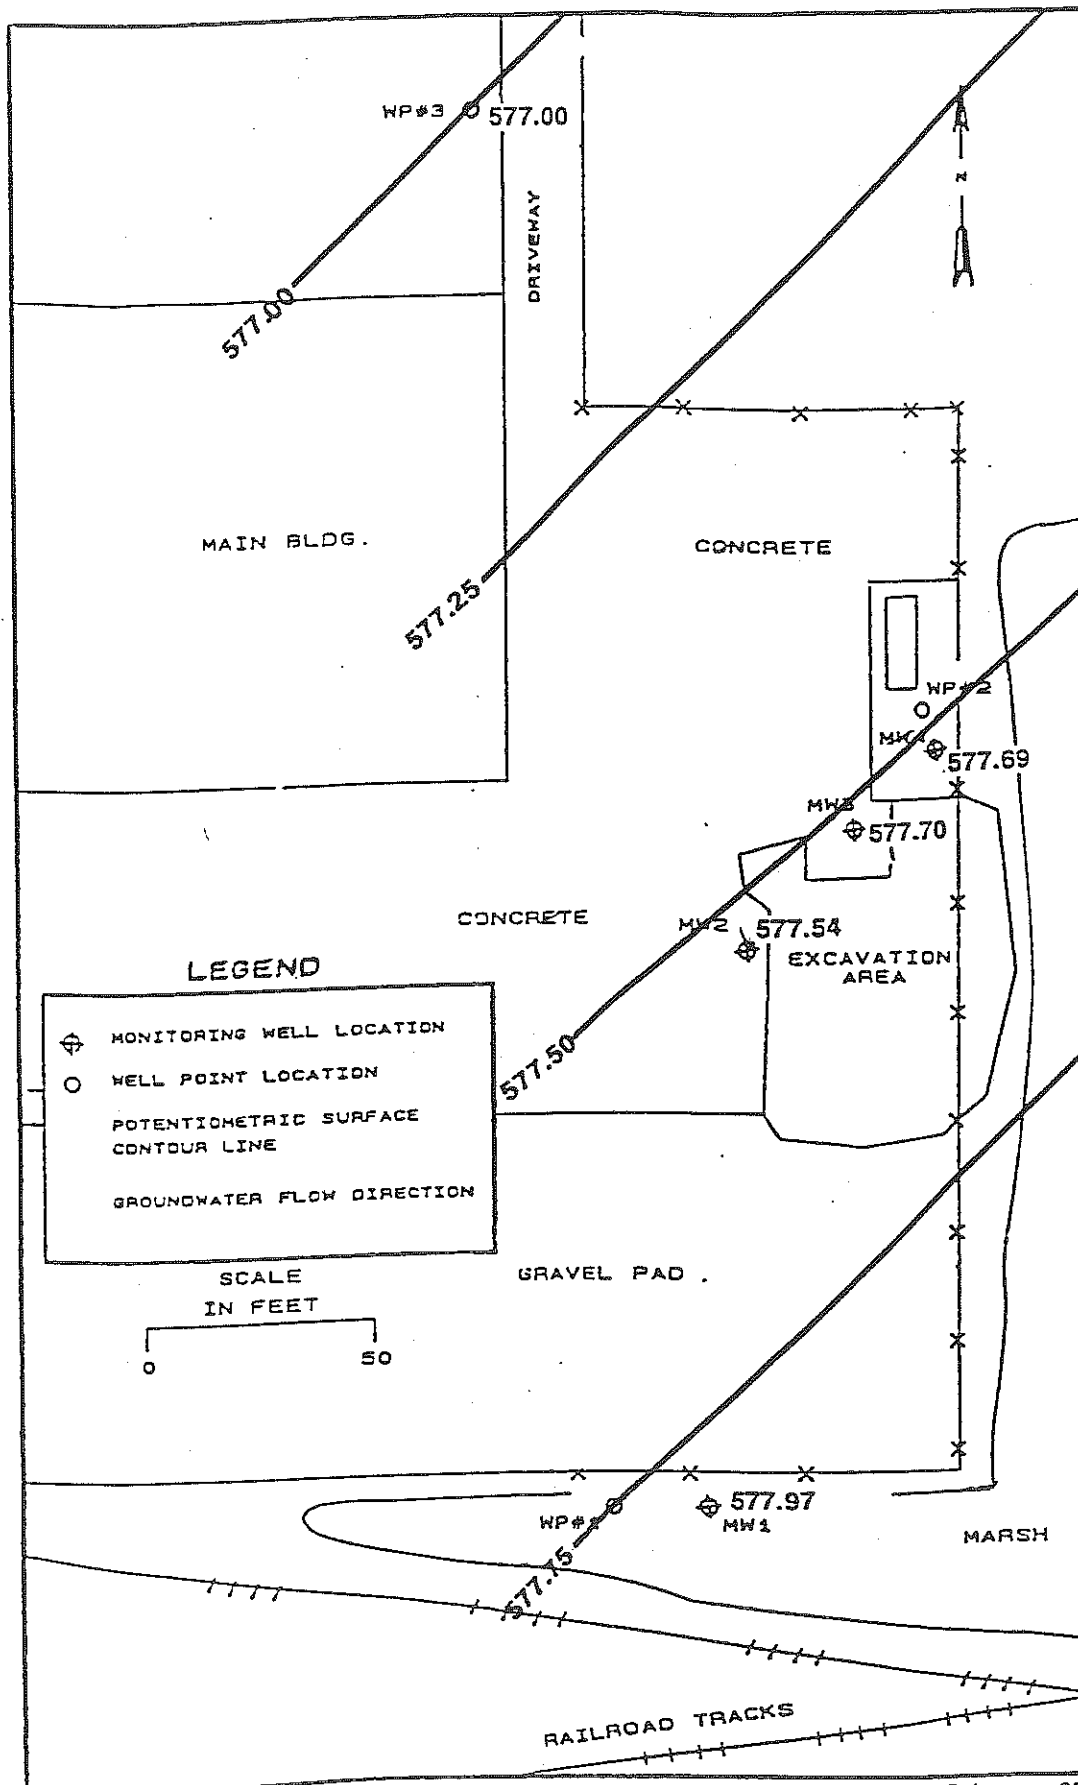 WP#3
577.00
DRIVEWAY
N
577.00
MAIN BLDG.
CONCRETE
577.25
WP#2
MW4
577.69
MW3
577.70
CONCRETE
MW2
577.54
EXCAVATION
AREA
LEGEND
MONITORING WELL LOCATION
WELL POINT LOCATION
POTENTIOMETRIC SURFACE
CONTOUR LINE
GROUNDWATER FLOW DIRECTION
577.50
SCALE
IN FEET
0
50
GRAVEL PAD
WP#1
577.97
MW1
MARSH
577.75
RAILROAD TRACKS